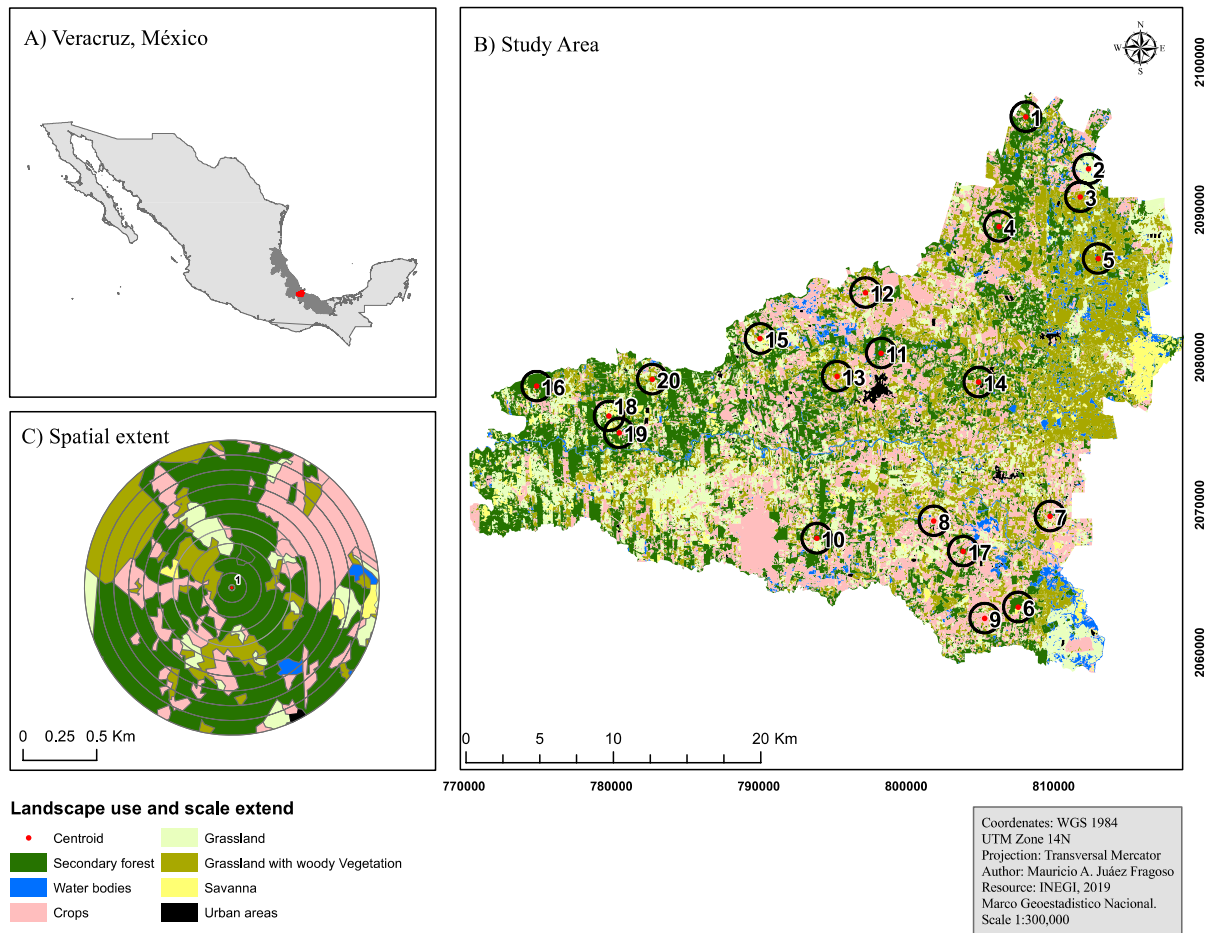 A) Veracruz, México
B) Study Area
N
W E
S
2100000
2090000
2080000
2070000
2060000
1
2
3
4
5
12
15
11
13
14
16
20
18
19
8
7
10
17
6
9
0 5 10 20 Km
770000 780000 790000 800000 810000
C) Spatial extent
1
0 0.25 0.5 Km
Landscape use and scale extend
Centroid
Secondary forest
Water bodies
Crops
Grassland
Grassland with woody Vegetation
Savanna
Urban areas
Coordenates: WGS 1984
UTM Zone 14N
Projection: Transversal Mercator
Author: Mauricio A. Juáez Fragoso
Resource: INEGI, 2019
Marco Geoestadistico Nacional.
Scale 1:300,000